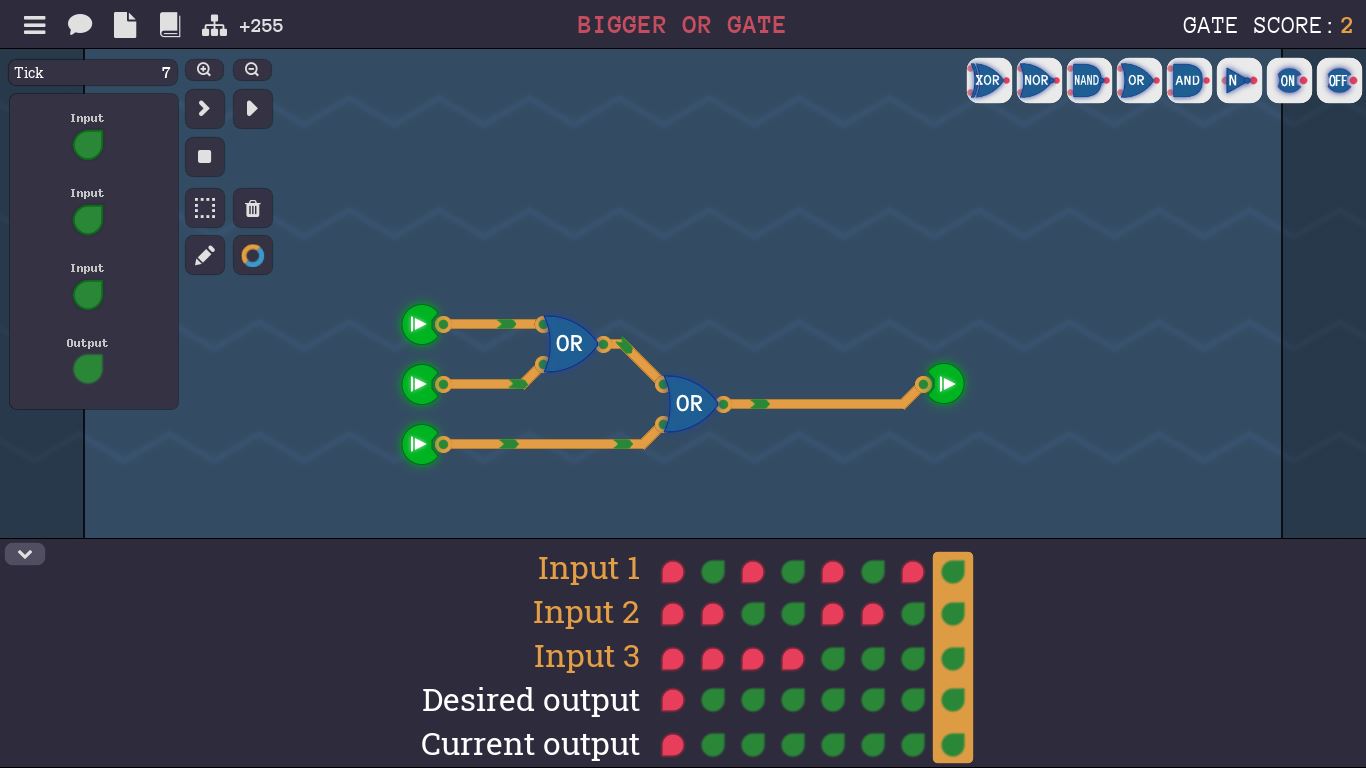 +255
BIGGER OR GATE
GATE SCORE: 2
Tick 7
XOR NOR NAND OR AND N ON OFF
Input
Input
Input
Output
OR
OR
Input 1
Input 2
Input 3
Desired output
Current output